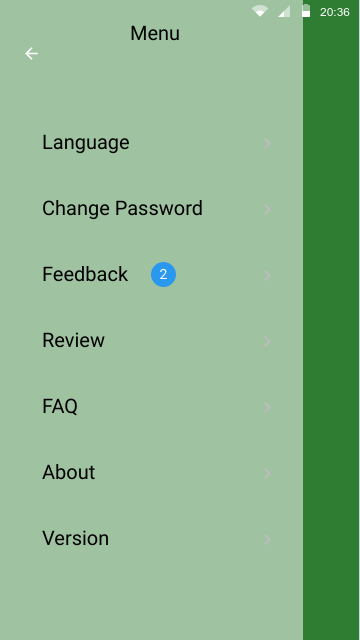 20:36
Menu
Language
Change Password
Feedback 2
Review
FAQ
About
Version